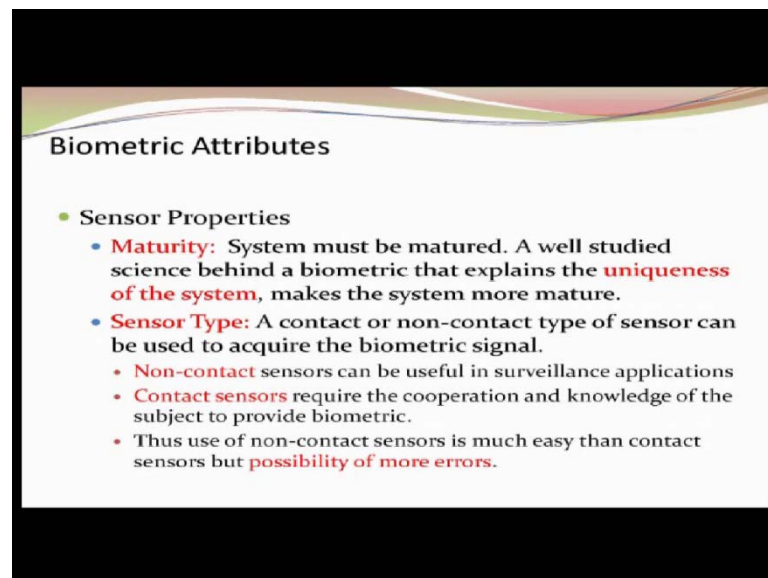 Biometric Attributes
Sensor Properties
Maturity: System must be matured. A well studied
science behind a biometric that explains the uniqueness
of the system, makes the system more mature.
Sensor Type: A contact or non-contact type of sensor can
be used to acquire the biometric signal.
Non-contact sensors can be useful in surveillance applications
Contact sensors require the cooperation and knowledge of the
subject to provide biometric.
Thus use of non-contact sensors is much easy than contact
sensors but possibility of more errors.